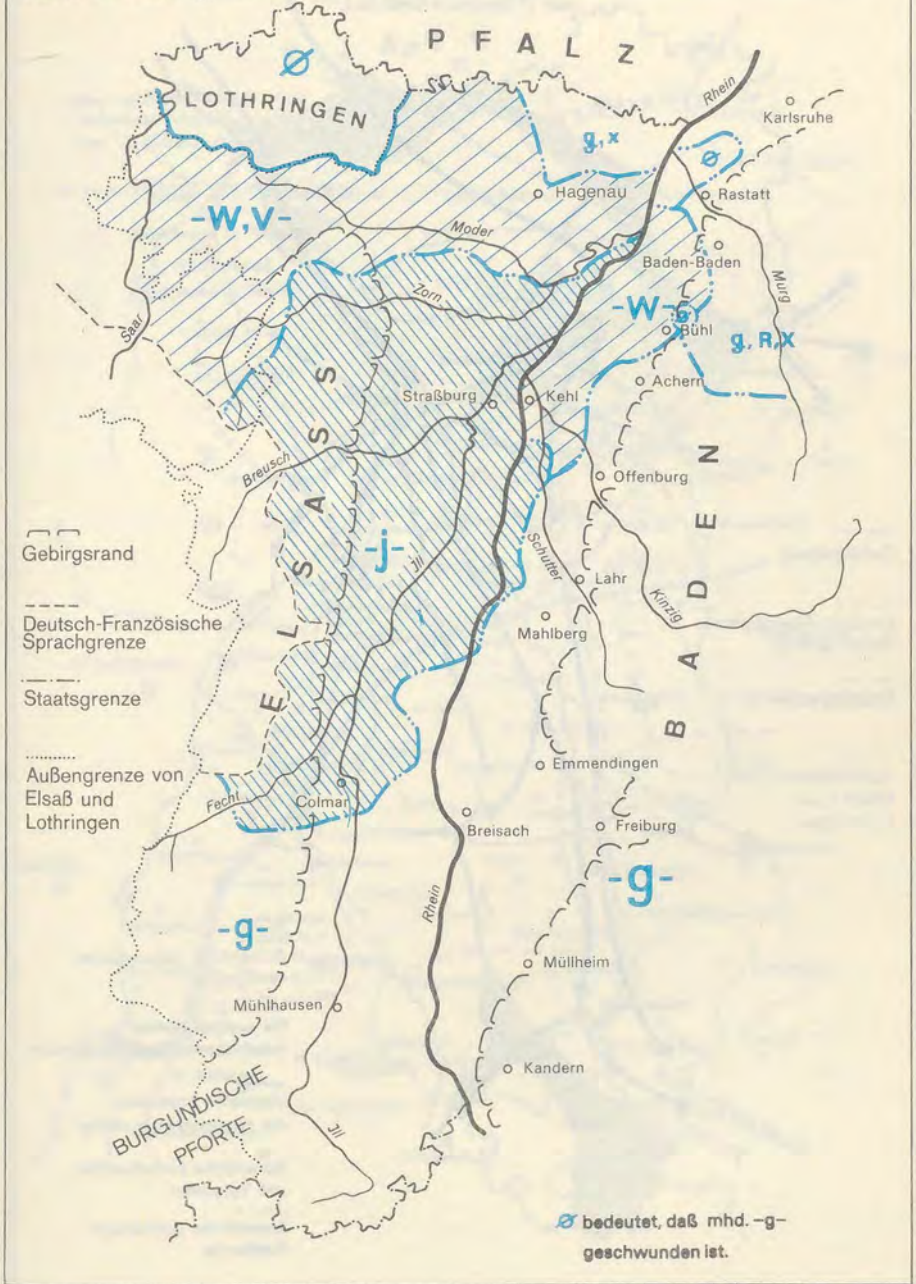 PFALZ
Ø
LOTHRINGEN
Rhein
Karlsruhe
g, x
Ø
Hagenau
Rastatt
-W,V-
Moder
Baden-Baden
Murg
Zorn
-W-
g
Bühl
g, R, X
Saar
Achern
Straßburg
Kehl
Breusch
Offenburg
ELSASS
BADEN
Gebirgsrand
-j-
Jll
Schutter
Lahr
Kinzig
Deutsch-Französische
Sprachgrenze
Mahlberg
Staatsgrenze
Außengrenze von
Elsaß und
Lothringen
Emmendingen
Fecht
Colmar
Breisach
Freiburg
-g-
Rhein
-g-
Müllheim
Mühlhausen
Kandern
BURGUNDISCHE
PFORTE
Jll
Ø bedeutet, daß mhd. -g-
geschwunden ist.